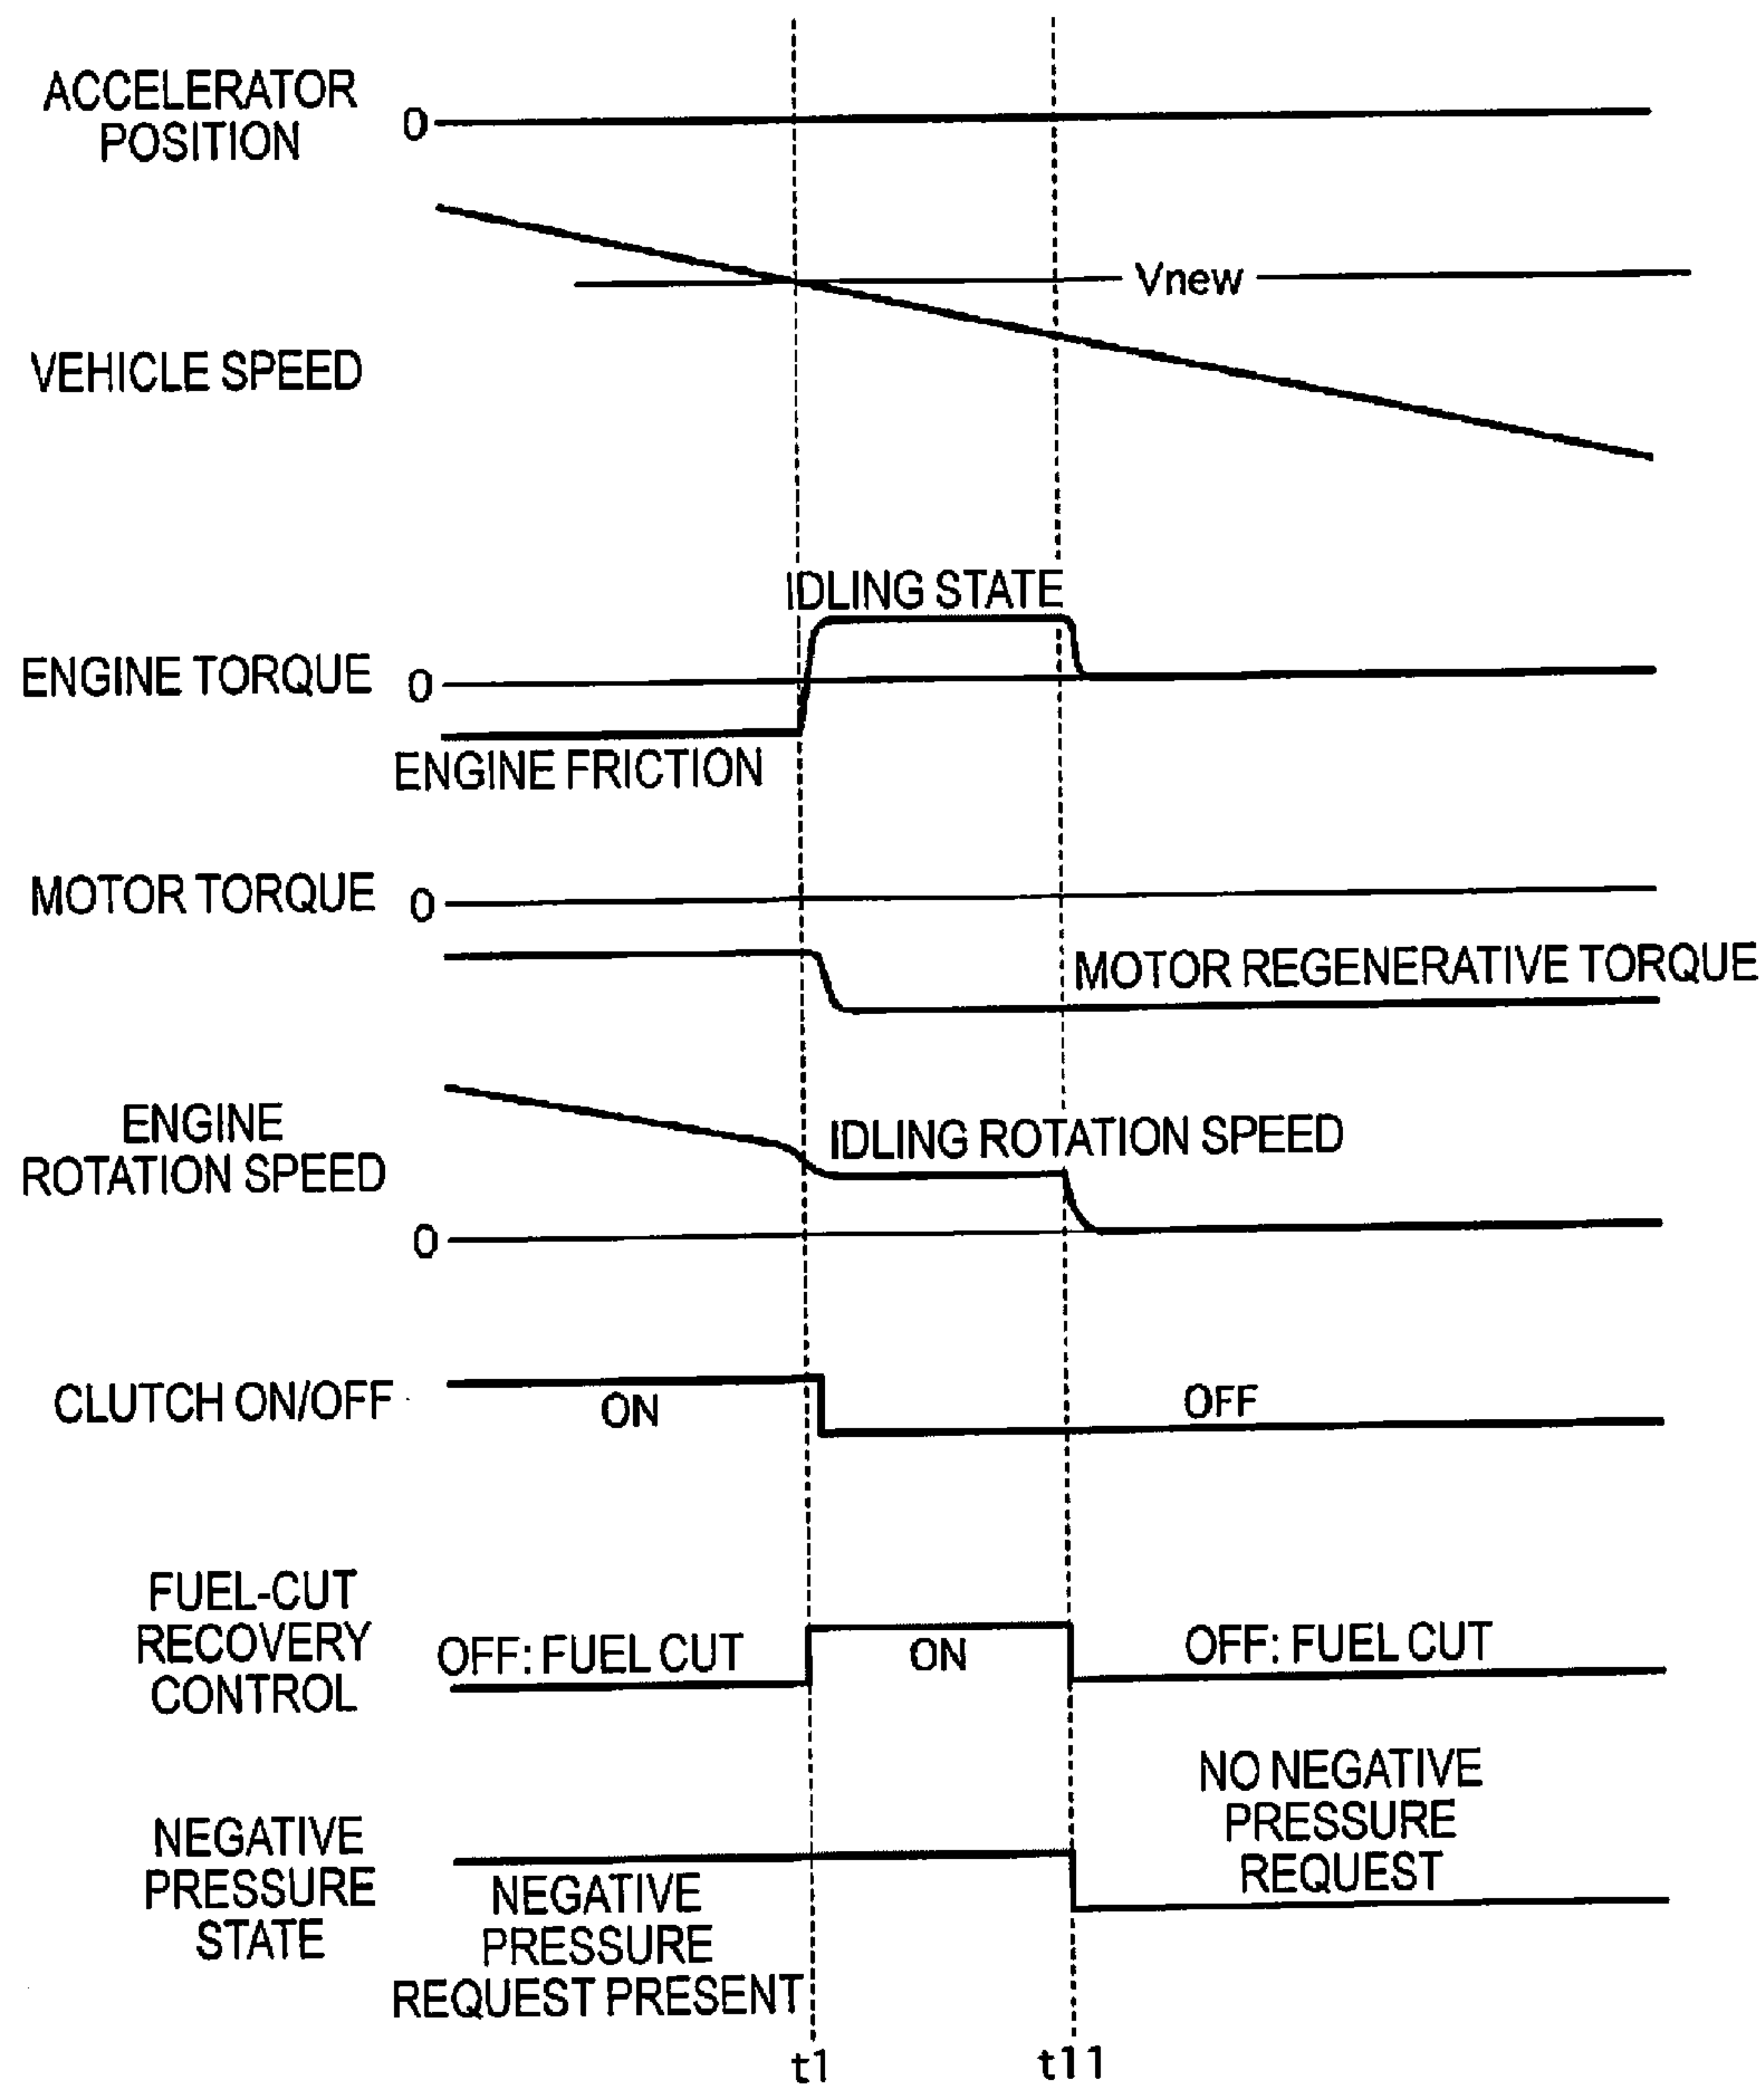 ACCELERATOR
POSITION
0
Vnew
VEHICLE SPEED
IDLING STATE
ENGINE TORQUE
0
ENGINE FRICTION
MOTOR TORQUE
0
MOTOR REGENERATIVE TORQUE
ENGINE
ROTATION SPEED
IDLING ROTATION SPEED
0
CLUTCH ON/OFF
ON
OFF
FUEL-CUT
RECOVERY
CONTROL
OFF: FUEL CUT
ON
OFF: FUEL CUT
NEGATIVE
PRESSURE
STATE
NEGATIVE
PRESSURE
REQUEST PRESENT
NO NEGATIVE
PRESSURE
REQUEST
t1
t11